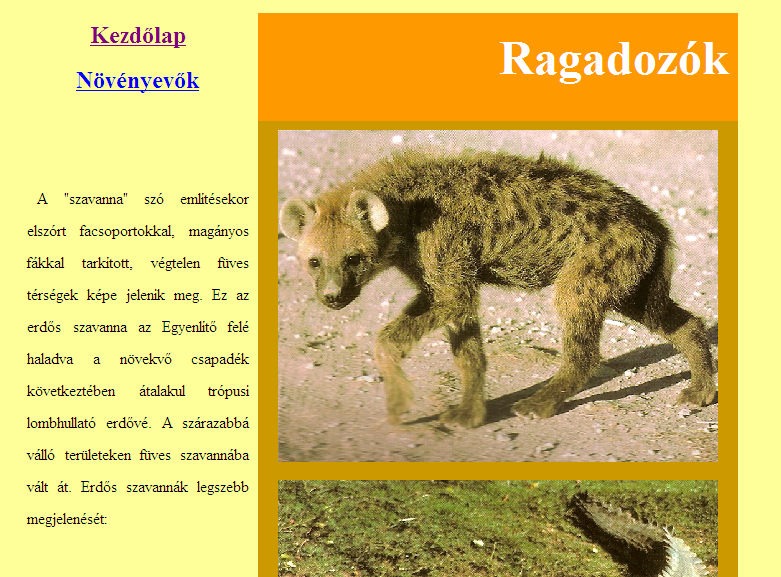 Kezdőlap
Növényevők
A "szavanna" szó említésekor
elszórt facsoportokkal, magányos
fákkal tarkított, végtelen füves
térségek képe jelenik meg. Ez az
erdős szavanna az Egyenlítő felé
haladva a növekvő csapadék
következtében átalakul trópusi
lombhullató erdővé. A szárazabbá
válló területeken füves szavannába
vált át. Erdős szavannák legszebb
megjelenését:
Ragadozók